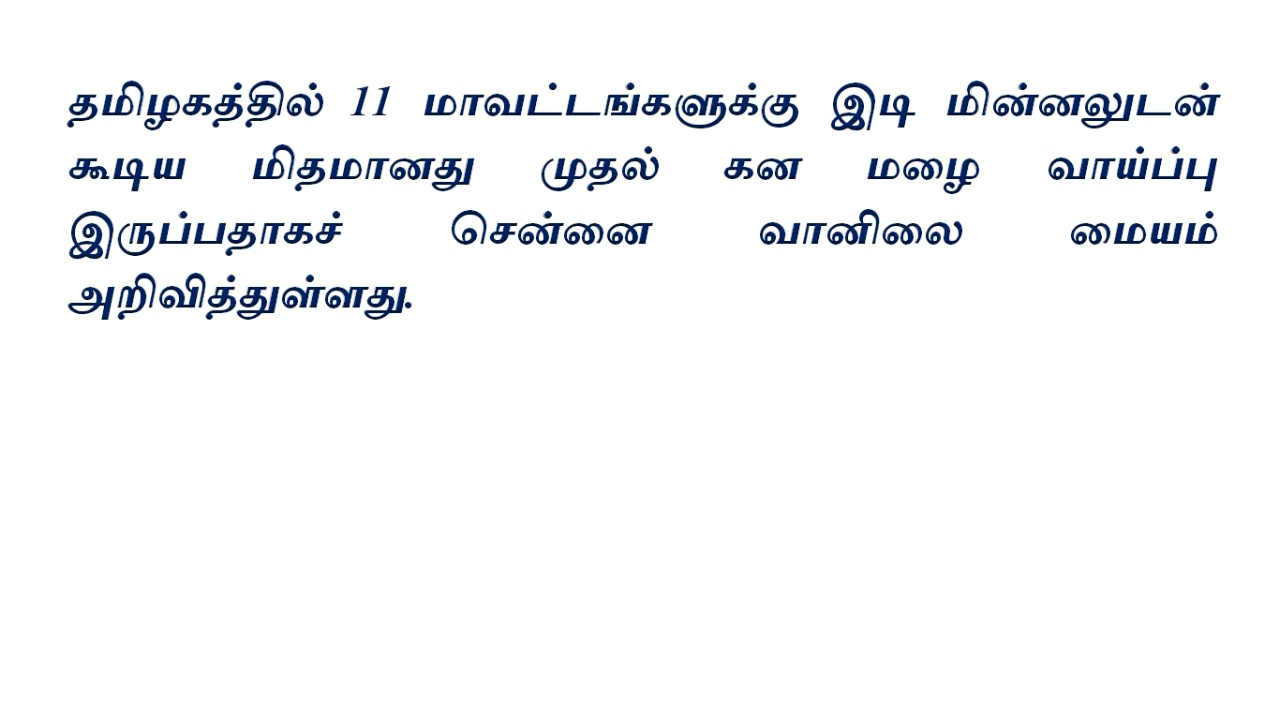 தமிழகத்தில் 11 மாவட்டங்களுக்கு இடி மின்னலுடன்
கூடிய மிதமானது முதல் கன மழை வாய்ப்பு
இருப்பதாகச் சென்னை வானிலை மையம்
அறிவித்துள்ளது.